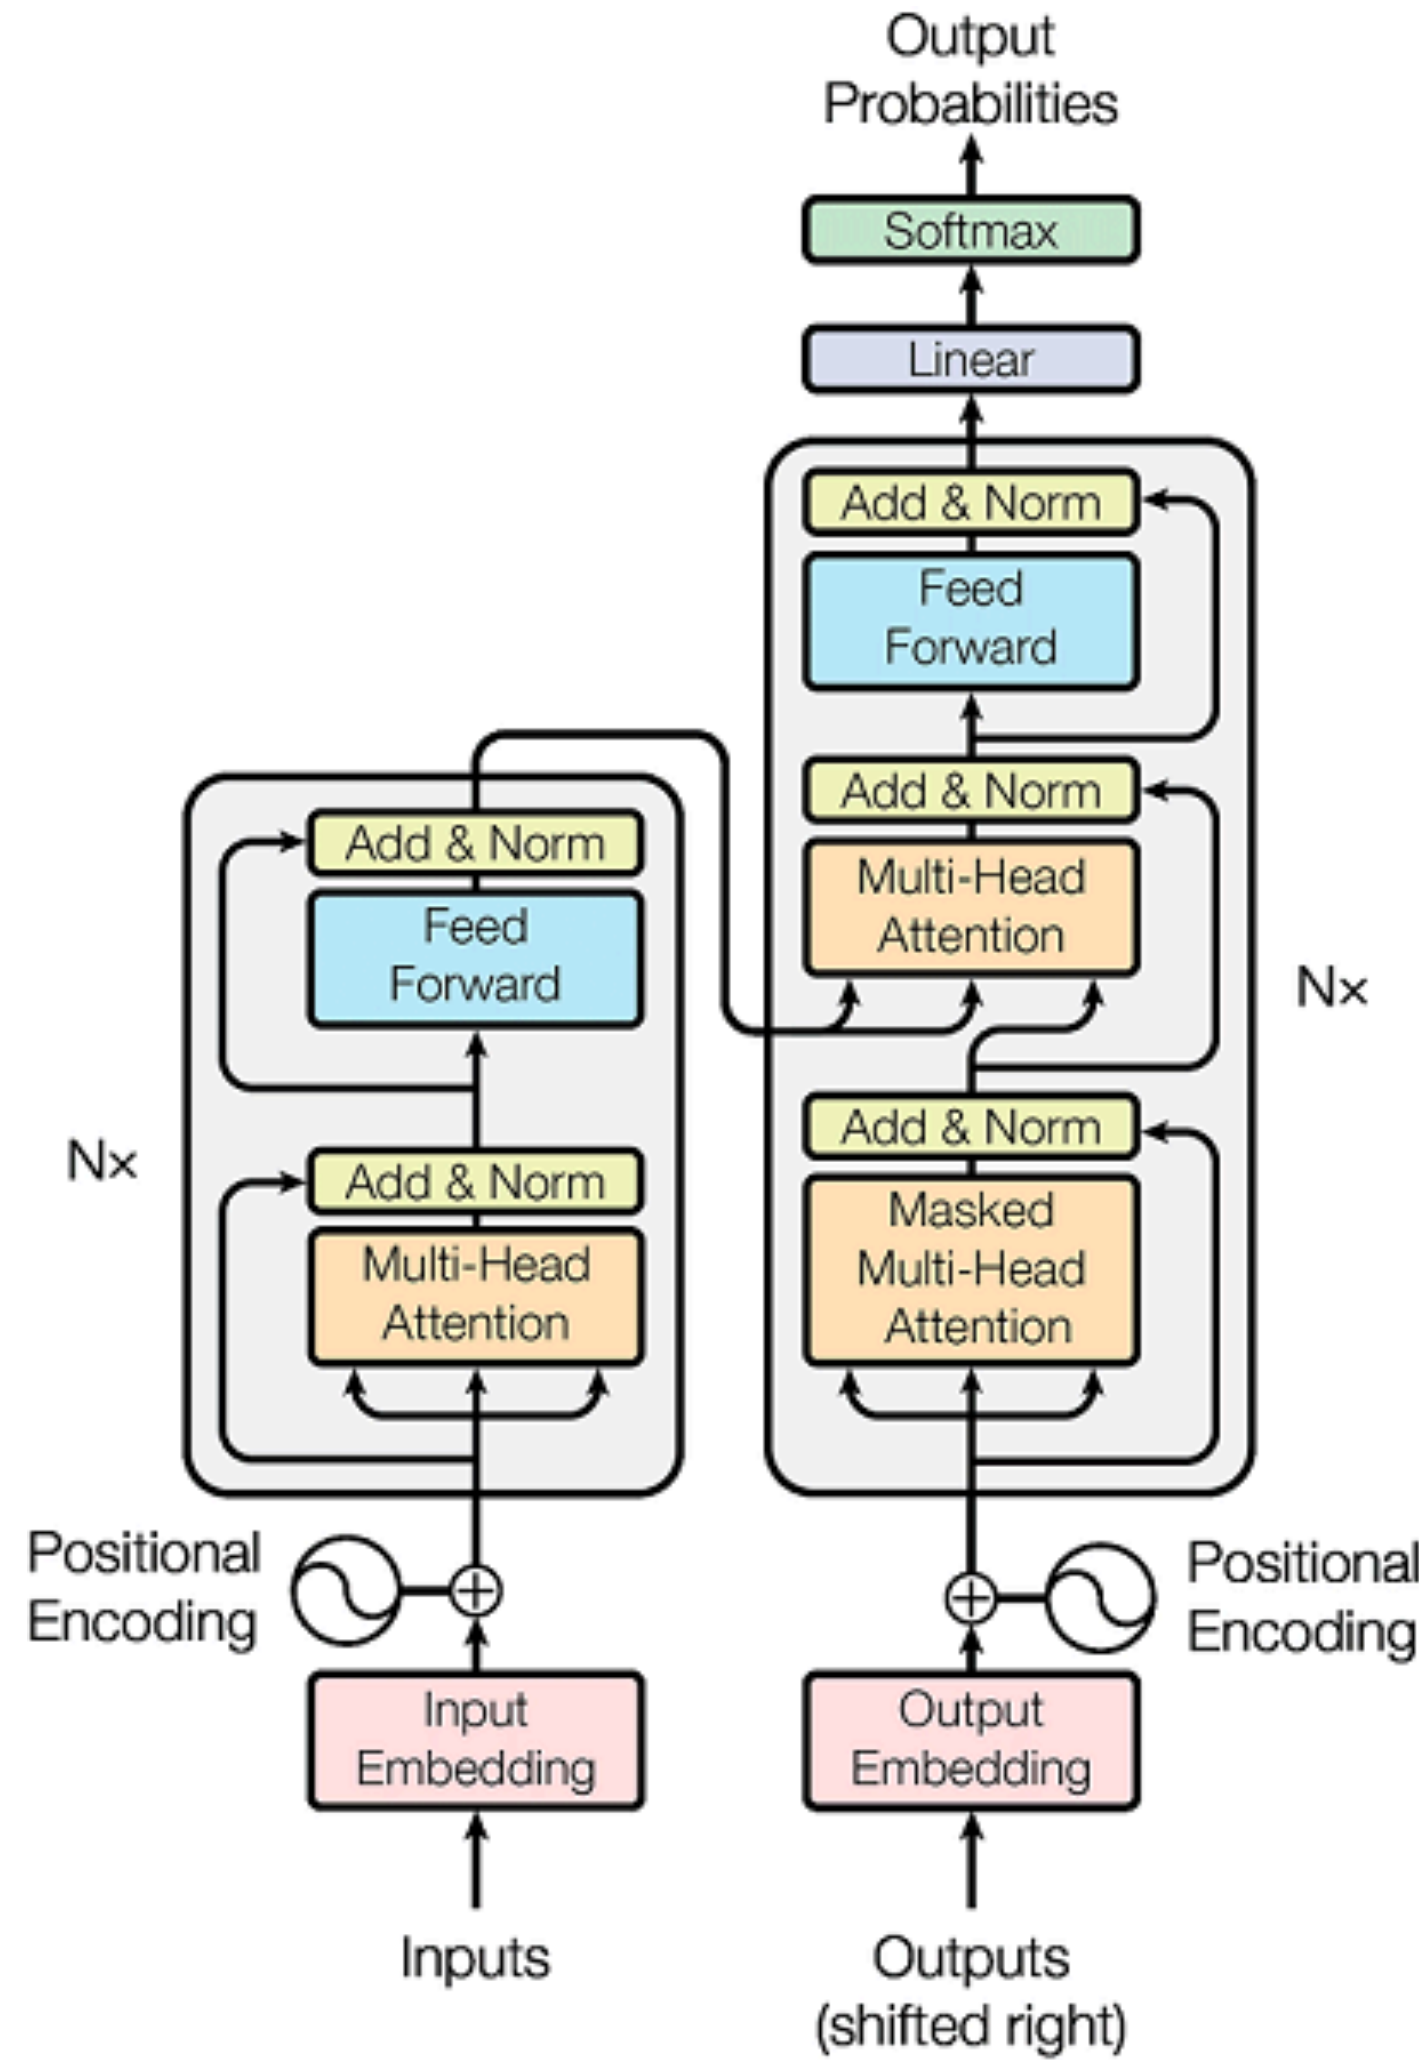 Output
Probabilities
Softmax
Linear
Add & Norm
Feed
Forward
Add & Norm
Multi-Head
Attention
Nx
Add & Norm
Masked
Multi-Head
Attention
Add & Norm
Feed
Forward
Nx
Add & Norm
Multi-Head
Attention
Positional
Encoding
Positional
Encoding
Input
Embedding
Output
Embedding
Inputs
Outputs
(shifted right)